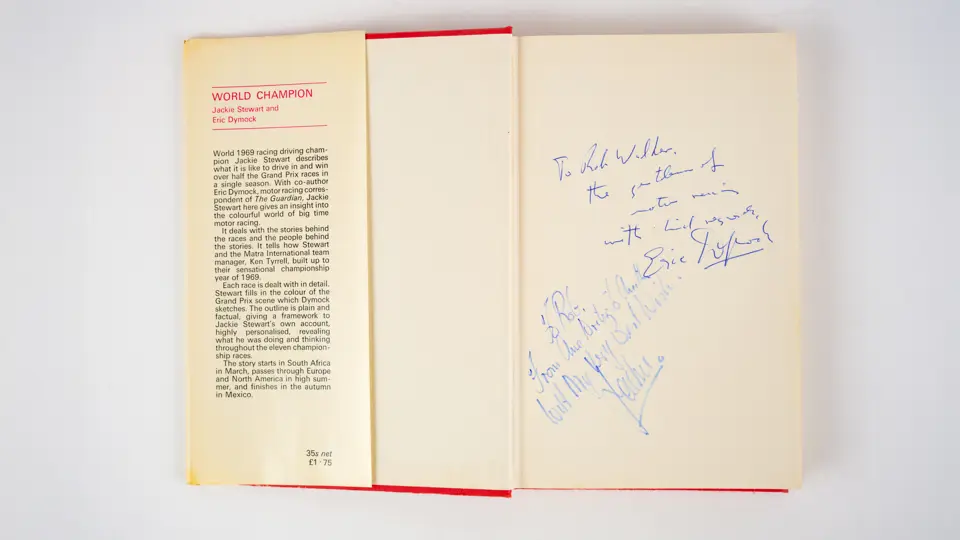 WORLD CHAMPION
Jackie Stewart and
Eric Dymock
World 1969 racing driving cham-
pion Jackie Stewart describes
what it is like to drive in and win
over half the Grand Prix races in
a single season. With co-author
Eric Dymock, motor racing corres-
pondent of The Guardian, Jackie
Stewart here gives an insight into
the colourful world of big time
motor racing.
It deals with the stories behind
the races and the people behind
the stories. It tells how Stewart
and the Matra International team
manager, Ken Tyrrell, built up to
their sensational championship
year of 1969.
Each race is dealt with in detail.
Stewart fills in the colour of the
Grand Prix scene which Dymock
sketches. The outline is plain and
factual, giving a framework to
Jackie Stewart's own account,
highly personalised, revealing
what he was doing and thinking
throughout the eleven champion-
ship races.
The story starts in South Africa
in March, passes through Europe
and North America in high sum-
mer, and finishes in the autumn
in Mexico.
35s net
£1·75
To Rob Walker,
the gentleman of
motor racing
with kind regards,
Eric Dymock
To Rob.
From One
With My Very Best Wishes
Jackie.